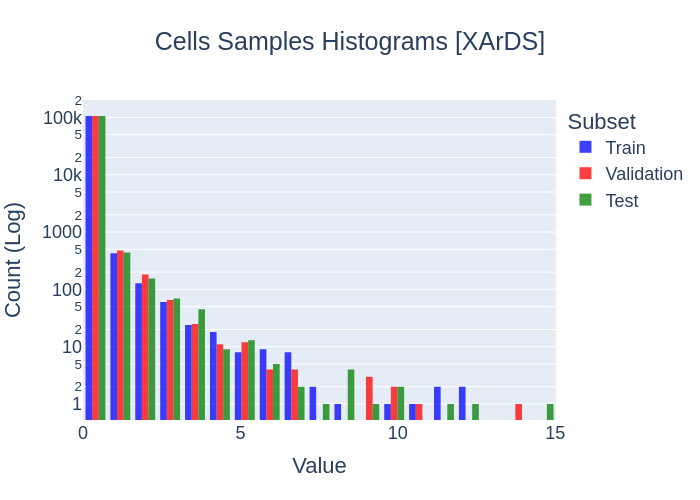 Cells Samples Histograms [XArDS]
2
100k
5
2
10k
5
2
1000
5
2
100
5
2
10
5
2
1
0
5
10
15
Value
Count (Log)
Subset
Train
Validation
Test